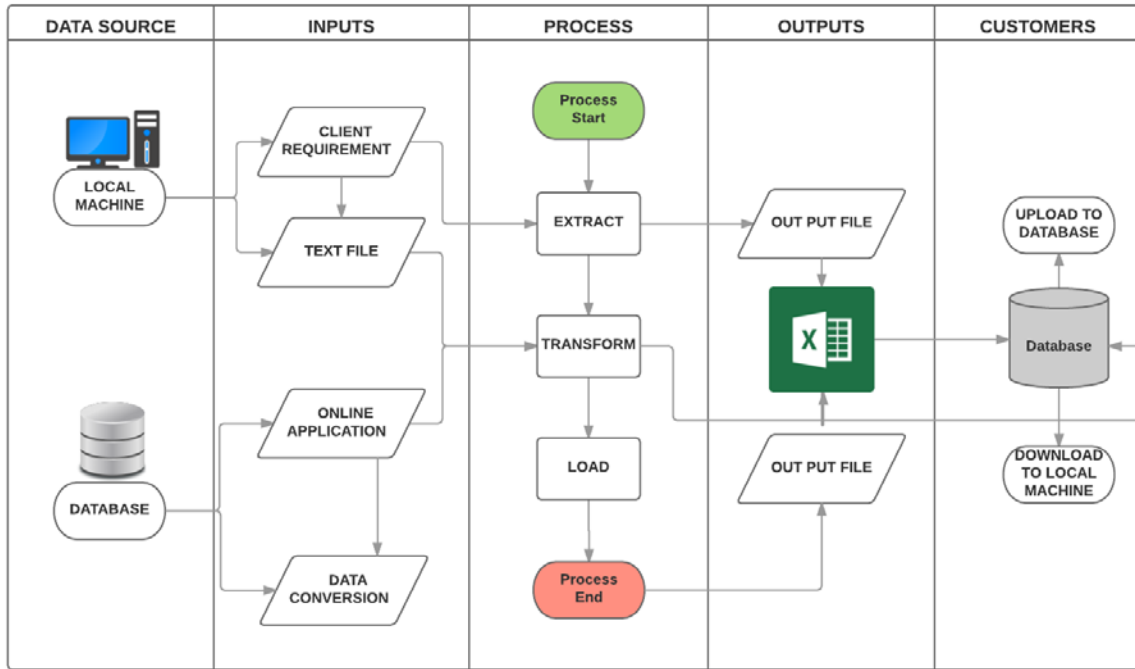 DATA SOURCE
INPUTS
PROCESS
OUTPUTS
CUSTOMERS
LOCAL
MACHINE
DATABASE
CLIENT
REQUIREMENT
TEXT FILE
ONLINE
APPLICATION
DATA
CONVERSION
Process
Start
EXTRACT
TRANSFORM
LOAD
Process
End
OUT PUT FILE
X
OUT PUT FILE
UPLOAD TO
DATABASE
Database
DOWNLOAD
TO LOCAL
MACHINE